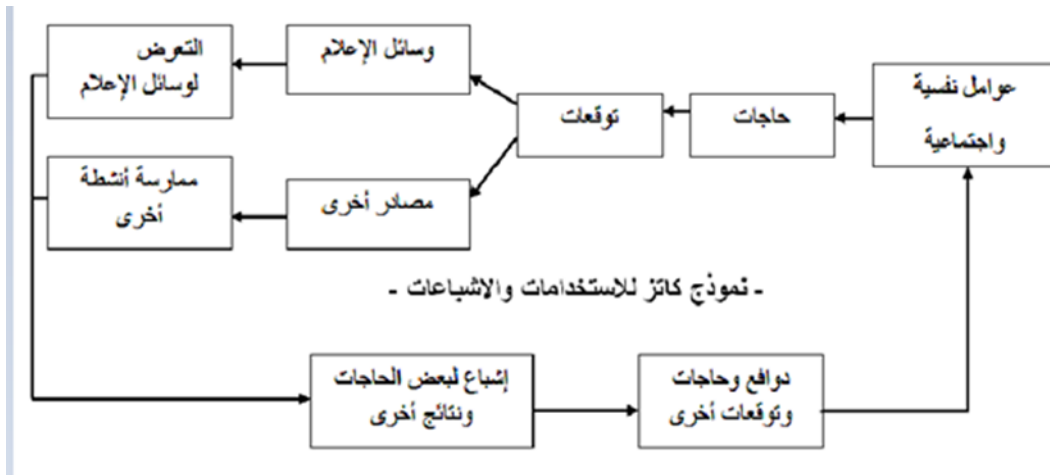 عوامل نفسية
واجتماعية
حاجات
توقعات
وسائل الإعلام
التعرض
لوسائل الإعلام
مصادر أخرى
ممارسة أنشطة
أخرى
- نموذج كاتز للاستخدامات والاشباعات -
إشباع لبعض الحاجات
ونتائج أخرى
دوافع وحاجات
وتوقعات أخرى